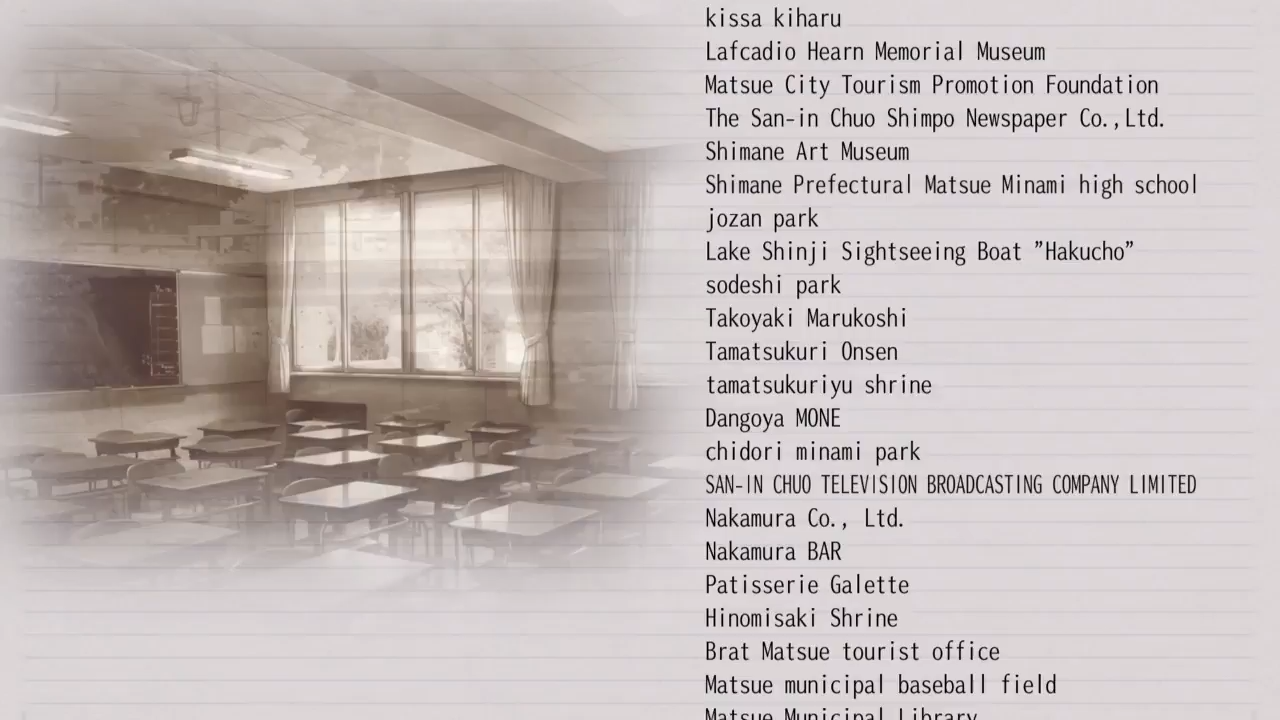 kissa kiharu
Lafcadio Hearn Memorial Museum
Matsue City Tourism Promotion Foundation
The San-in Chuo Shimpo Newspaper Co.,Ltd.
Shimane Art Museum
Shimane Prefectural Matsue Minami high school
jozan park
Lake Shinji Sightseeing Boat ”Hakucho”
sodeshi park
Takoyaki Marukoshi
Tamatsukuri Onsen
tamatsukuriyu shrine
Dangoya MONE
chidori minami park
SAN-IN CHUO TELEVISION BROADCASTING COMPANY LIMITED
Nakamura Co., Ltd.
Nakamura BAR
Patisserie Galette
Hinomisaki Shrine
Brat Matsue tourist office
Matsue municipal baseball field
Matsue Municipal Library